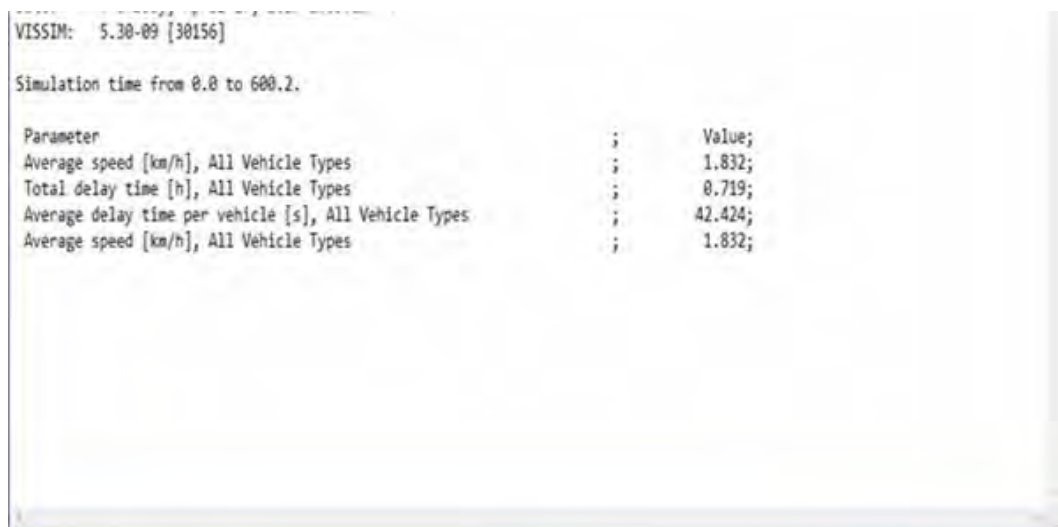 VISSIM: 5.30-09 [30156]
Simulation time from 0.0 to 600.2.
Parameter ; Value;
Average speed [km/h], All Vehicle Types ; 1.832;
Total delay time [h], All Vehicle Types ; 0.719;
Average delay time per vehicle [s], All Vehicle Types ; 42.424;
Average speed [km/h], All Vehicle Types ; 1.832;